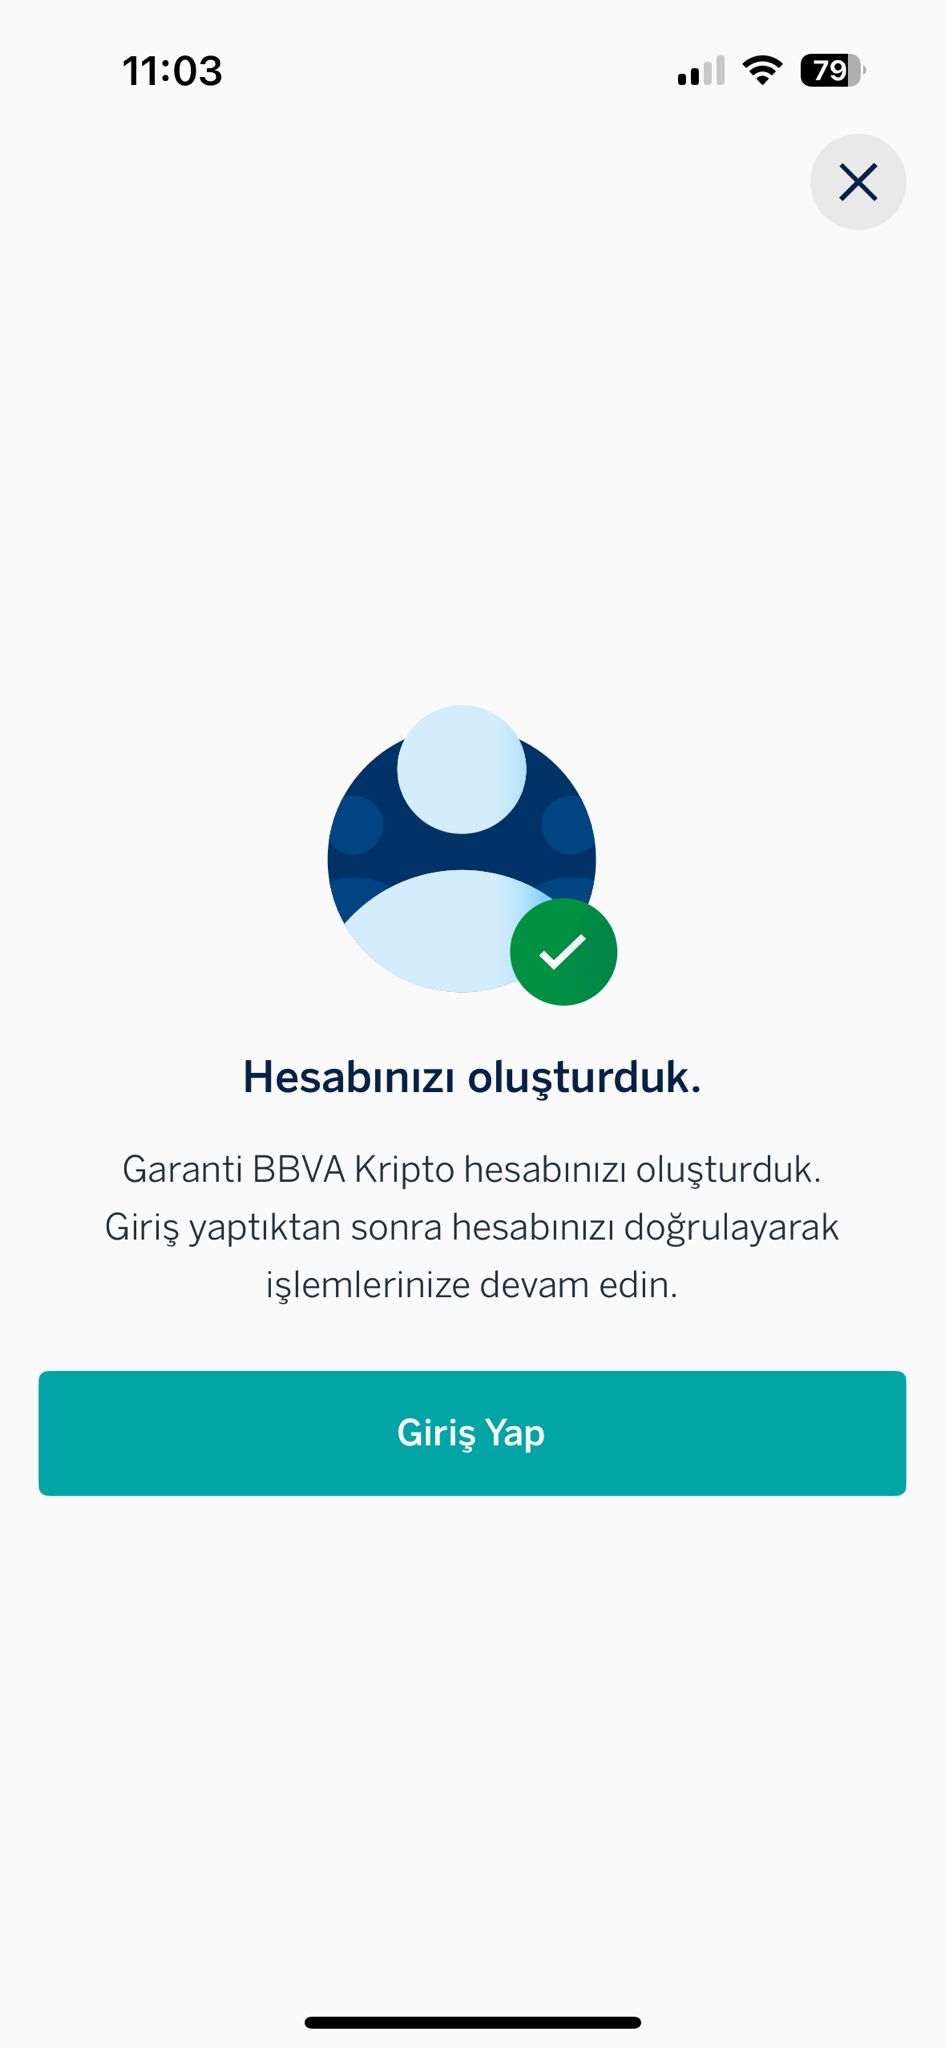 11:03
79
Hesabınızı oluşturduk.
Garanti BBVA Kripto hesabınızı oluşturduk.
Giriş yaptıktan sonra hesabınızı doğrulayarak
işlemlerinize devam edin.
Giriş Yap